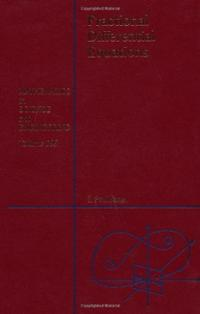 Fractional
Differential
Equations
MATHEMATICS
IN
SCIENCE
AND
ENGINEERING